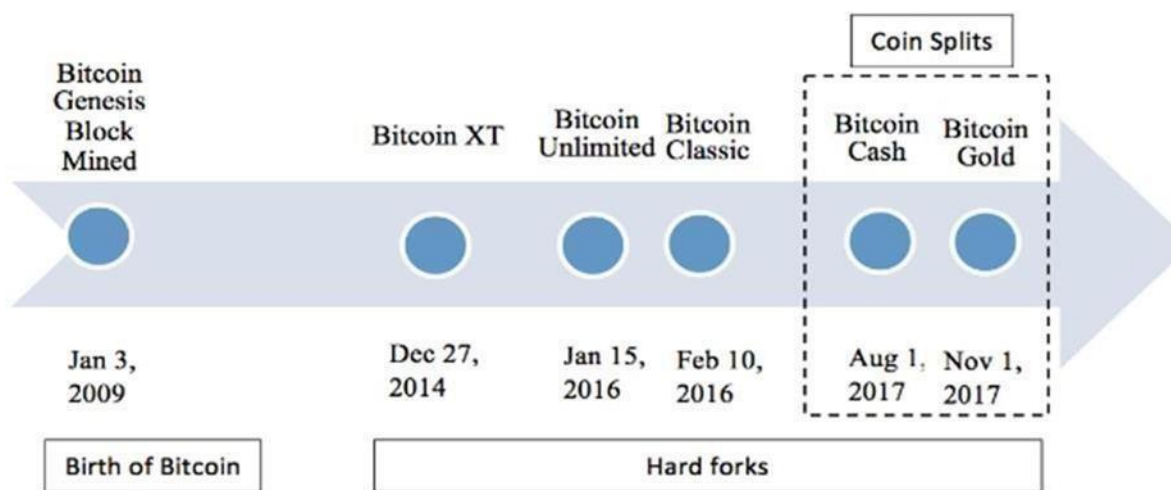 Coin Splits
Bitcoin
Genesis
Block
Mined
Bitcoin XT
Bitcoin
Unlimited
Bitcoin
Classic
Bitcoin
Cash
Bitcoin
Gold
Jan 3,
2009
Dec 27,
2014
Jan 15,
2016
Feb 10,
2016
Aug 1,
2017
Nov 1,
2017
Birth of Bitcoin
Hard forks